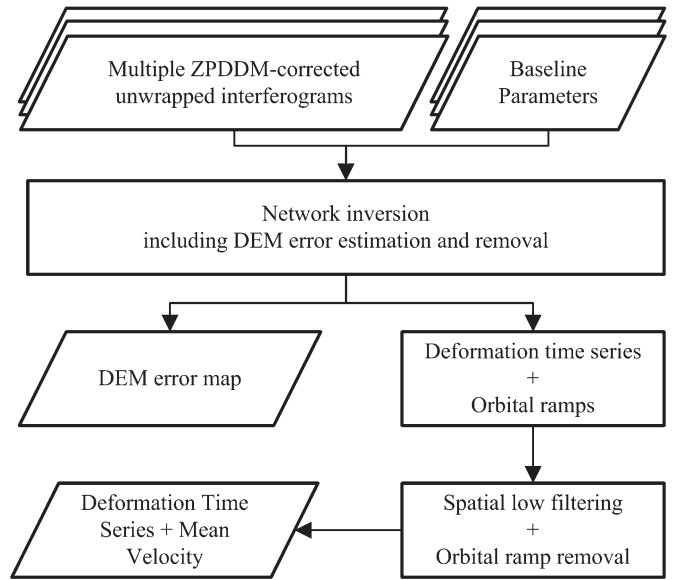 Multiple ZPDDM-corrected
unwrapped interferograms
Baseline
Parameters
Network inversion
including DEM error estimation and removal
DEM error map
Deformation time series
+
Orbital ramps
Deformation Time
Series + Mean
Velocity
Spatial low filtering
+
Orbital ramp removal